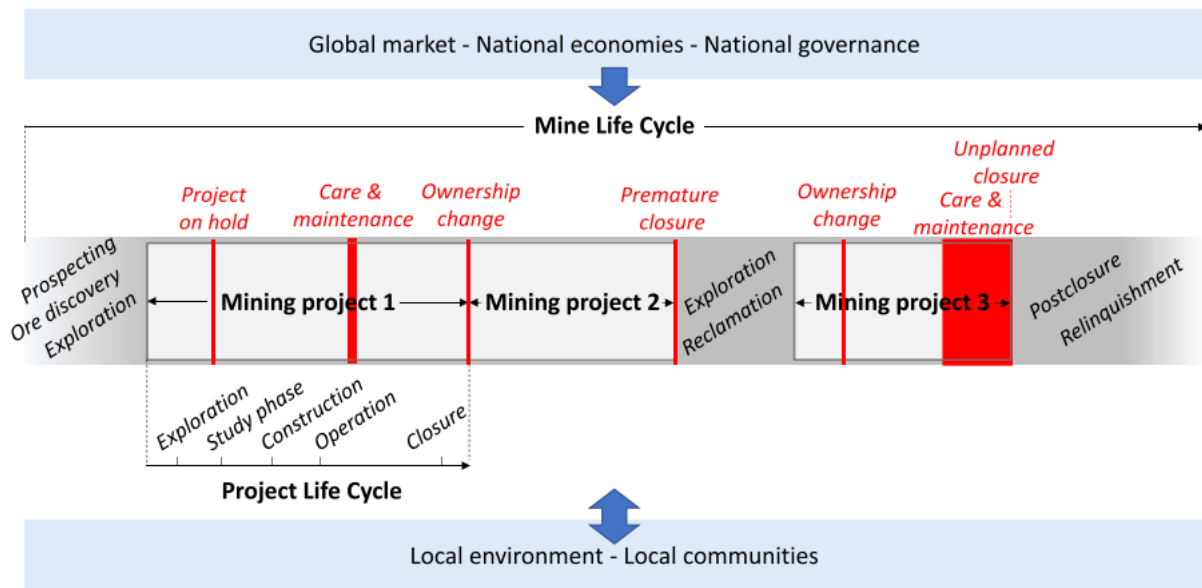 Global market - National economies - National governance
Mine Life Cycle
Project
on hold
Care &
maintenance
Ownership
change
Premature
closure
Ownership
change
Unplanned
closure
Care &
maintenance
Prospecting
Ore discovery
Exploration
Mining project 1
Mining project 2
Exploration
Reclamation
Mining project 3
Postclosure
Relinquishment
Exploration
Study phase
Construction
Operation
Closure
Project Life Cycle
Local environment - Local communities